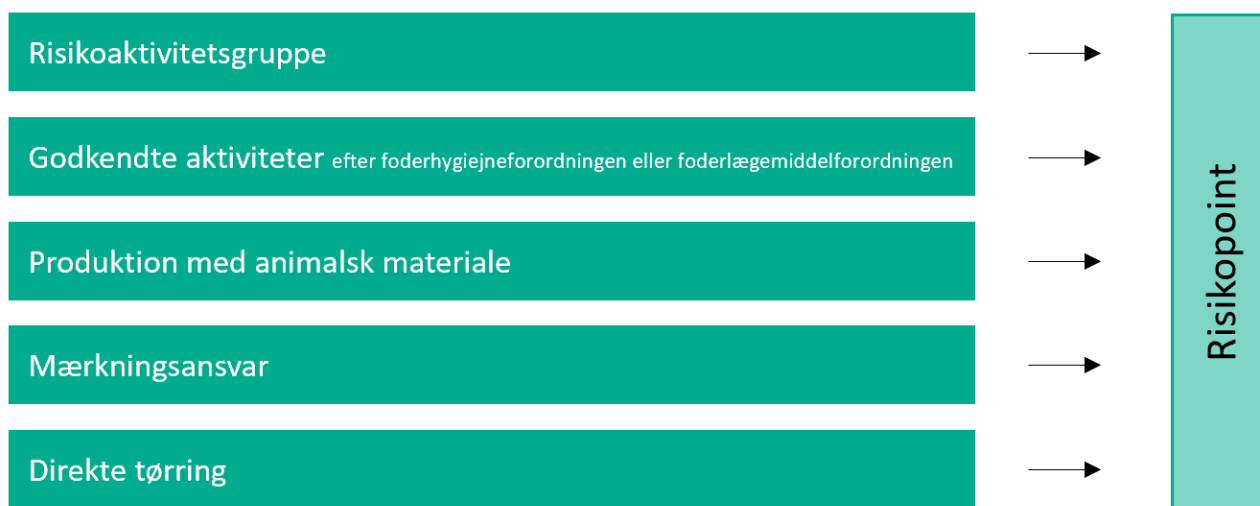 Risikoaktivitetsgruppe
Godkendte aktiviteter efter foderhygiejneforordningen eller foderlægemiddelforordningen
Produktion med animalsk materiale
Mærkningsansvar
Direkte tørring
Risikopoint